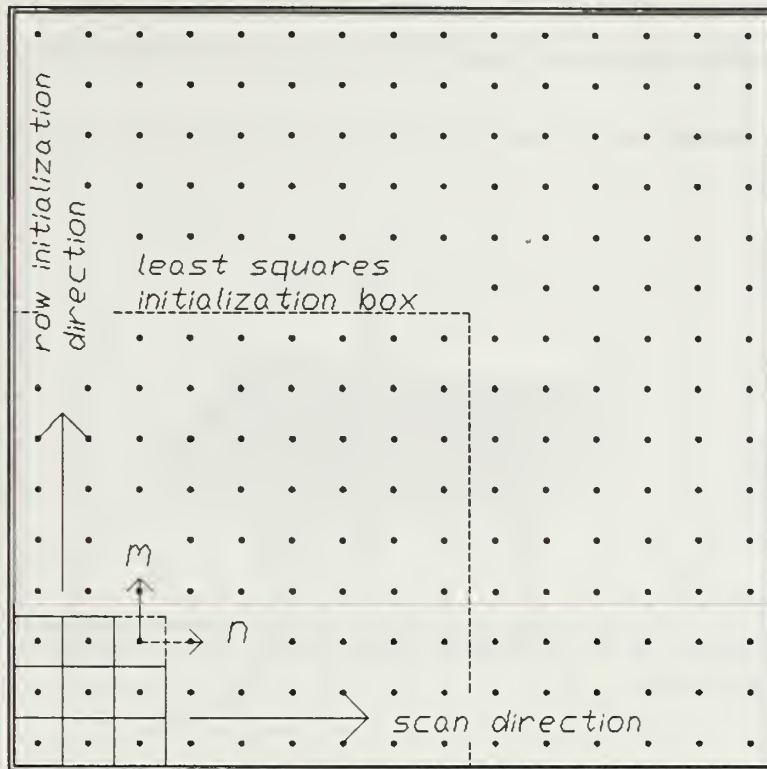 row initialization
direction
least squares
initialization box
m
n
scan direction